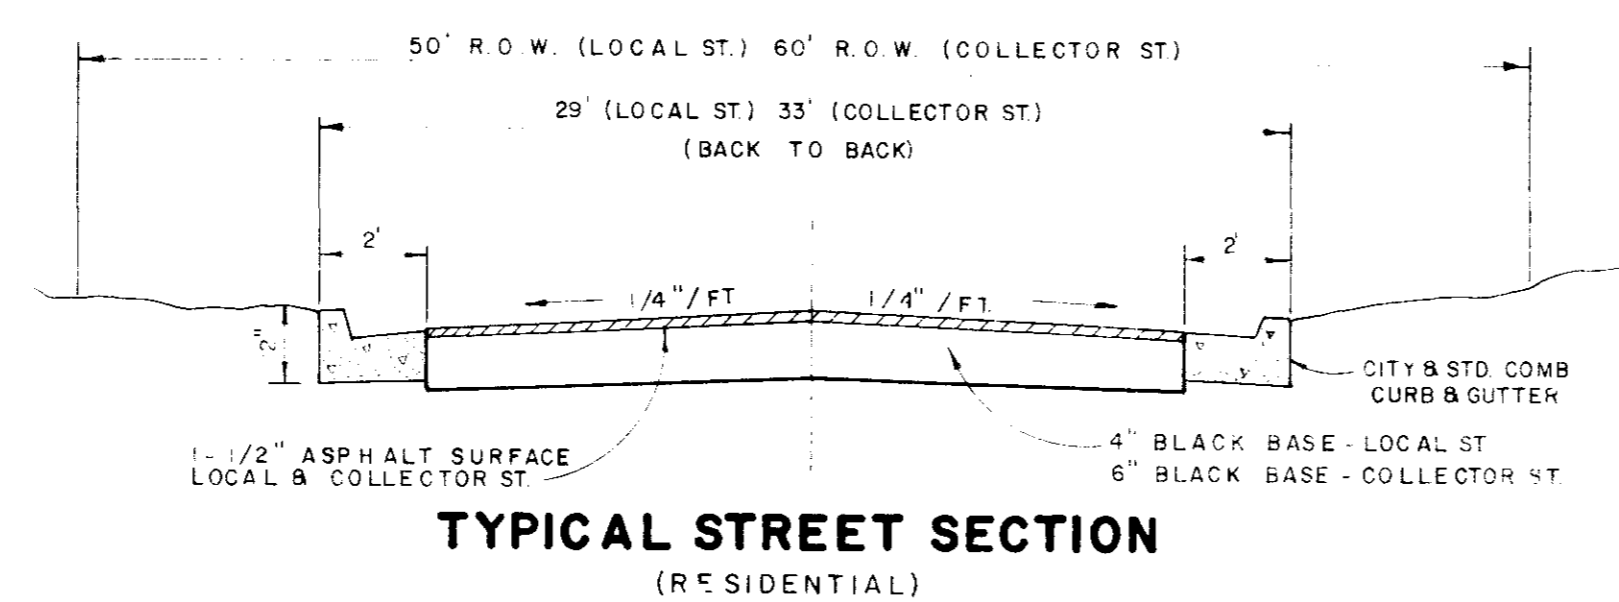 50' R.O.W. (LOCAL ST.) 60' R.O.W. (COLLECTOR ST.)
29' (LOCAL ST.) 33' (COLLECTOR ST.)
(BACK TO BACK)
2'
2'
1/4"/FT
1/4" /FT.
2"
CITY & STD. COMB
CURB & GUTTER
1-1/2" ASPHALT SURFACE
LOCAL & COLLECTOR ST.
4" BLACK BASE - LOCAL ST
6" BLACK BASE - COLLECTOR ST.
TYPICAL STREET SECTION
(RESIDENTIAL)